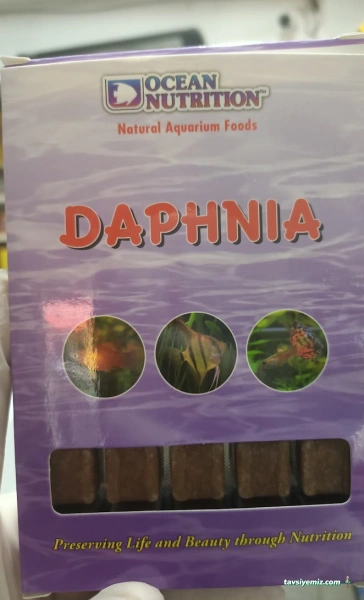 OCEAN
NUTRITION™
Natural Aquarium Foods
DAPHNIA
Preserving Life and Beauty through Nutrition
tavsiyemiz.com